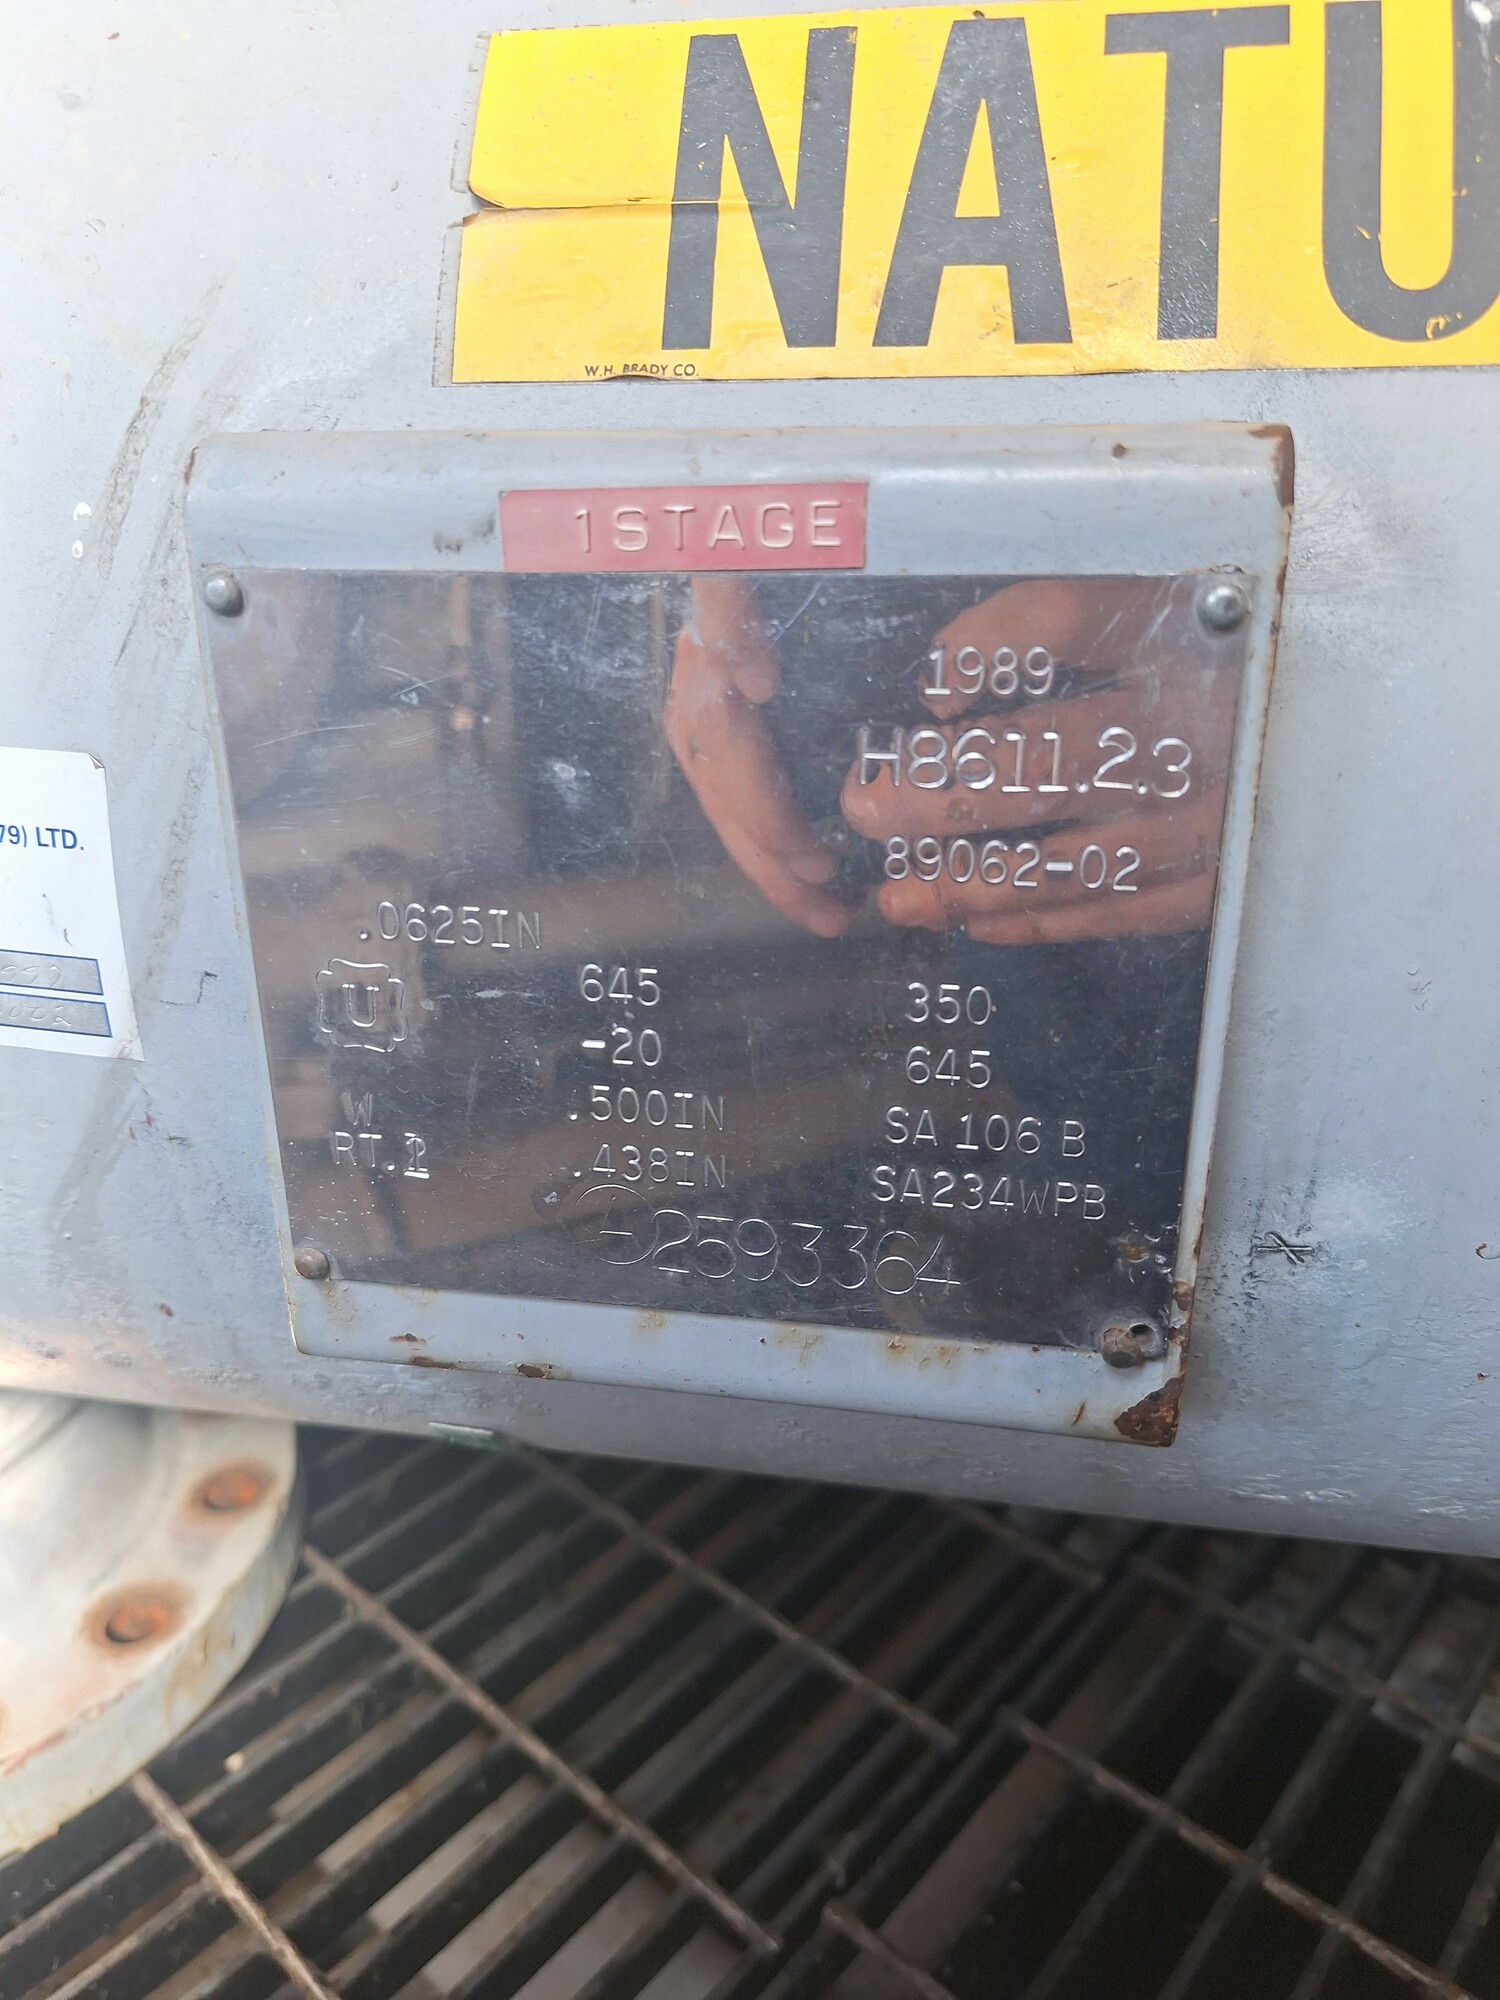 NATU
W.H. BRADY CO.
1STAGE
1989
H8611.2.3
79) LTD.
89062-02
.0625IN
U
645
350
-20
645
W
.500IN
SA 106 B
RT.
.438IN
SA234WPB
A-2593364